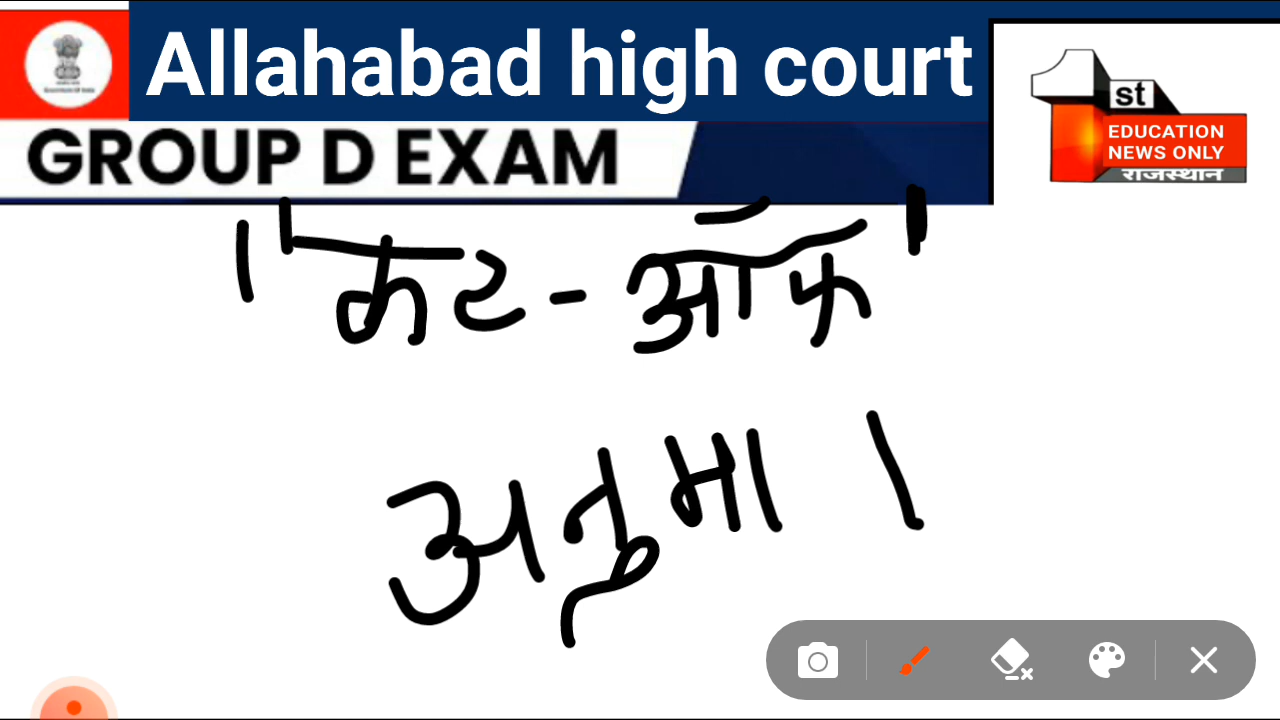 Allahabad high court
GROUP D EXAM
1st
EDUCATION
NEWS ONLY
राजस्थान
"कट - ऑफ"
अनुमा